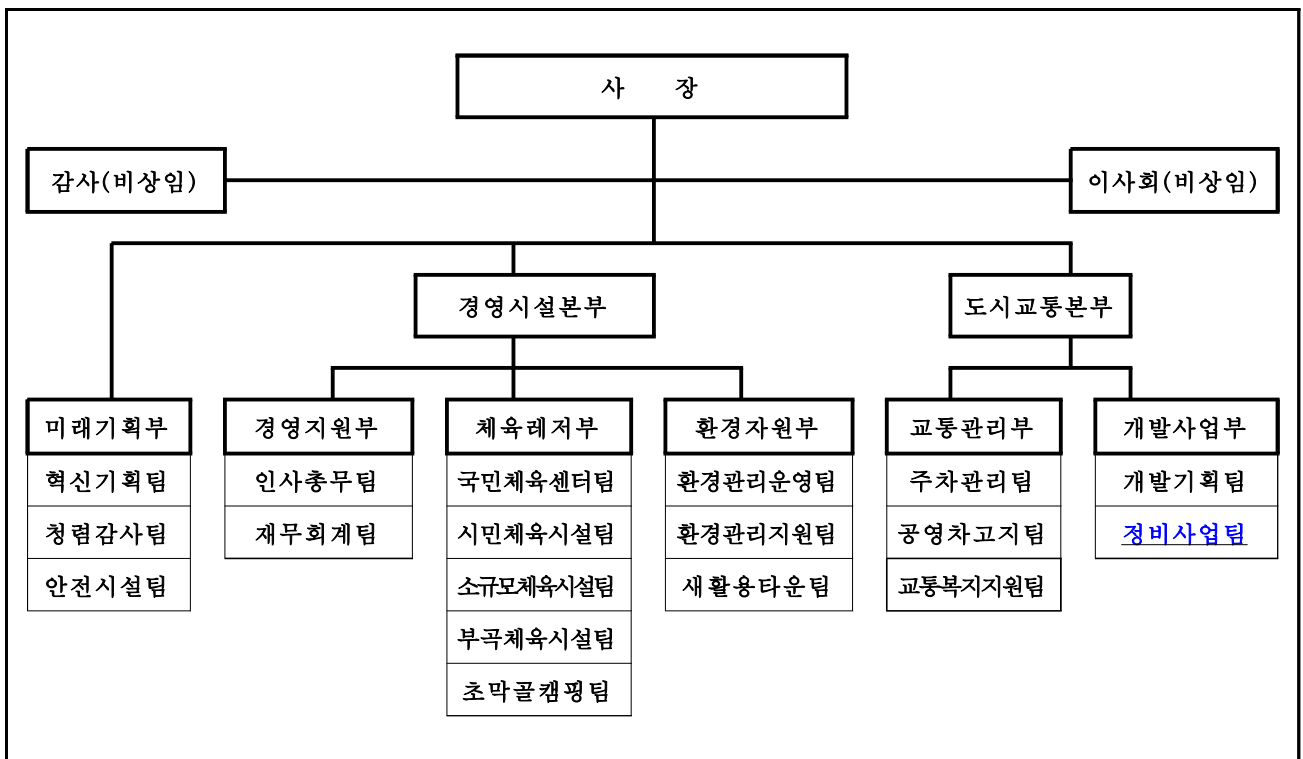 사 장
감사(비상임)
이사회(비상임)
경영시설본부
도시교통본부
미래기획부
경영지원부
체육레저부
환경자원부
교통관리부
개발사업부
혁신기획팀
인사총무팀
국민체육센터팀
환경관리운영팀
주차관리팀
개발기획팀
청렴감사팀
재무회계팀
시민체육시설팀
환경관리지원팀
공영차고지팀
정비사업팀
안전시설팀
소규모체육시설팀
새활용타운팀
교통복지지원팀
부곡체육시설팀
초막골캠핑팀